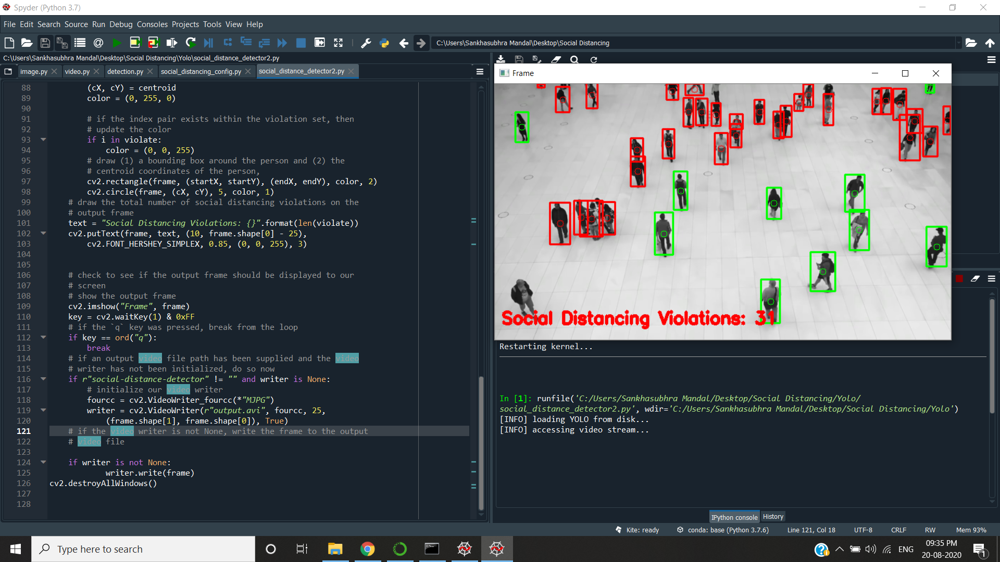 Spyder (Python 3.7)
File Edit Search Source Run Debug Consoles Projects Tools View Help
C:\Users\Sankhasubhra Mandal\Desktop\Social Distancing
C:\Users\Sankhasubhra Mandal\Desktop\Social Distancing\Yolo\social_distance_detector2.py
image.py video.py detection.py social_distancing_config.py social_distance_detector2.py
88 (cX, cY) = centroid
89 color = (0, 255, 0)
90
91 # if the index pair exists within the violation set, then
92 # update the color
93 if i in violate:
94 color = (0, 0, 255)
95 # draw (1) a bounding box around the person and (2) the
96 # centroid coordinates of the person,
97 cv2.rectangle(frame, (startX, startY), (endX, endY), color, 2)
98 cv2.circle(frame, (cX, cY), 5, color, 1)
99 # draw the total number of social distancing violations on the
100 # output frame
101 text = "Social Distancing Violations: {}".format(len(violate))
102 cv2.putText(frame, text, (10, frame.shape[0] - 25),
103 cv2.FONT_HERSHEY_SIMPLEX, 0.85, (0, 0, 255), 3)
104
105
106 # check to see if the output frame should be displayed to our
107 # screen
108 # show the output frame
109 cv2.imshow("Frame", frame)
110 key = cv2.waitKey(1) & 0xFF
111 # if the `q` key was pressed, break from the loop
112 if key == ord("q"):
113 break
114 # if an output video file path has been supplied and the video
115 # writer has not been initialized, do so now
116 if r"social-distance-detector" != "" and writer is None:
117 # initialize our video writer
118 fourcc = cv2.VideoWriter_fourcc(*"MJPG")
119 writer = cv2.VideoWriter(r"output.avi", fourcc, 25,
120 (frame.shape[1], frame.shape[0]), True)
121 # if the video writer is not None, write the frame to the output
122 # video file
123
124 if writer is not None:
125 writer.write(frame)
126 cv2.destroyAllWindows()
127
128
Frame
Social Distancing Violations: 31
Restarting kernel...
In [1]: runfile('C:/Users/Sankhasubhra Mandal/Desktop/Social Distancing/Yolo/
social_distance_detector2.py', wdir='C:/Users/Sankhasubhra Mandal/Desktop/Social Distancing/Yolo')
[INFO] loading YOLO from disk...
[INFO] accessing video stream...
IPython console History
Kite: ready conda: base (Python 3.7.6) Line 121, Col 18 UTF-8 CRLF RW Mem 93%
Type here to search
ENG
09:35 PM
20-08-2020
1